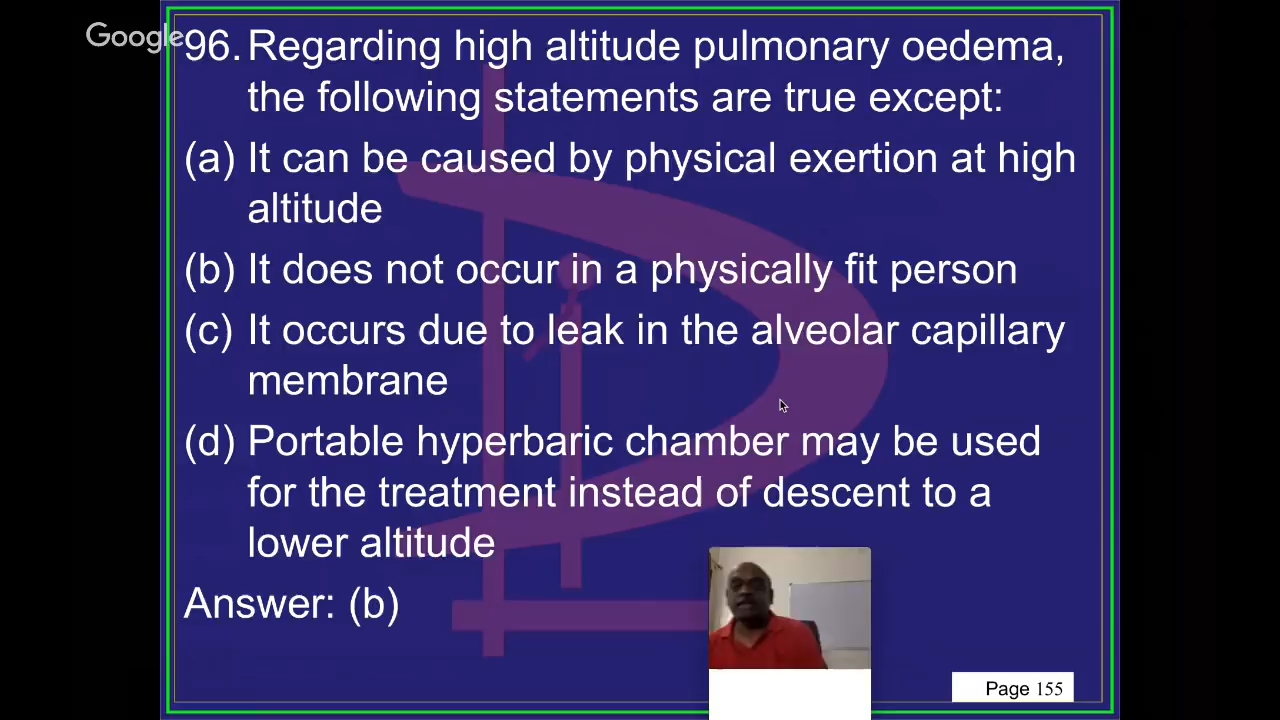 Google
96. Regarding high altitude pulmonary oedema,
the following statements are true except:
(a) It can be caused by physical exertion at high
altitude
(b) It does not occur in a physically fit person
(c) It occurs due to leak in the alveolar capillary
membrane
(d) Portable hyperbaric chamber may be used
for the treatment instead of descent to a
lower altitude
Answer: (b)
Page 155